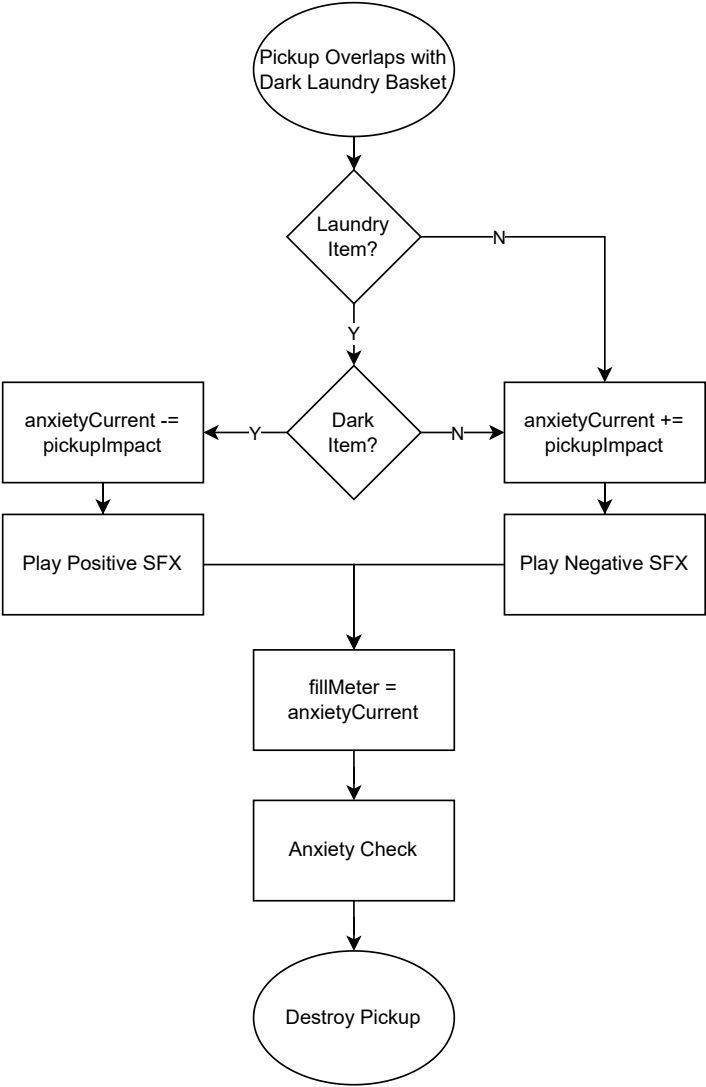 Pickup Overlaps with
Dark Laundry Basket
Laundry
Item?
N
Y
anxietyCurrent -=
pickupImpact
Y
Dark
Item?
N
anxietyCurrent +=
pickupImpact
Play Positive SFX
Play Negative SFX
fillMeter =
anxietyCurrent
Anxiety Check
Destroy Pickup